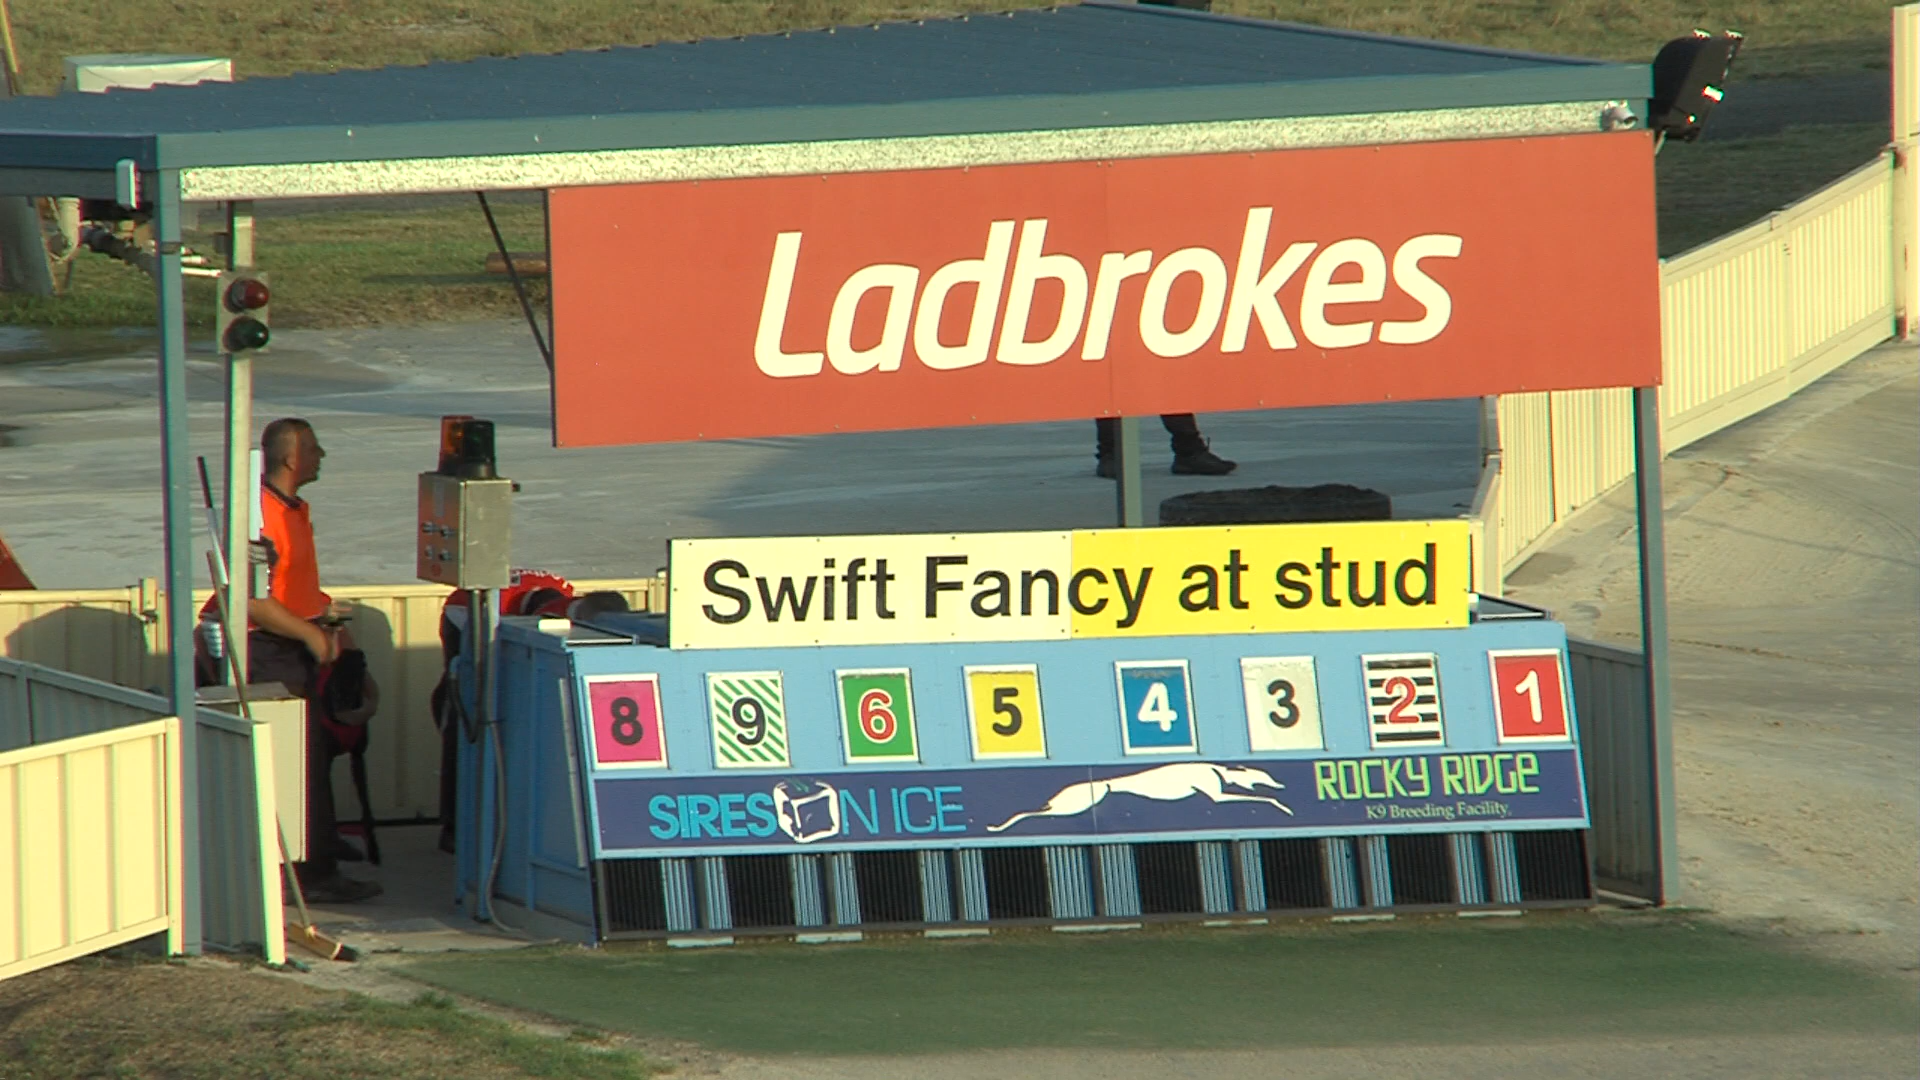 Ladbrokes
Swift Fancy at stud
8 9 6 5 4 3 2 1
SIRES ON ICE
ROCKY RIDGE
K9 Breeding Facility.